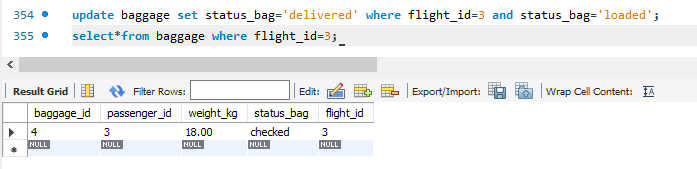 354 update baggage set status_bag='delivered' where flight_id=3 and status_bag='loaded';
355 select*from baggage where flight_id=3;
Result Grid Filter Rows: Edit: Export/Import: Wrap Cell Content: IA
baggage_id passenger_id weight_kg status_bag flight_id
4 3 18.00 checked 3
NULL NULL NULL NULL NULL